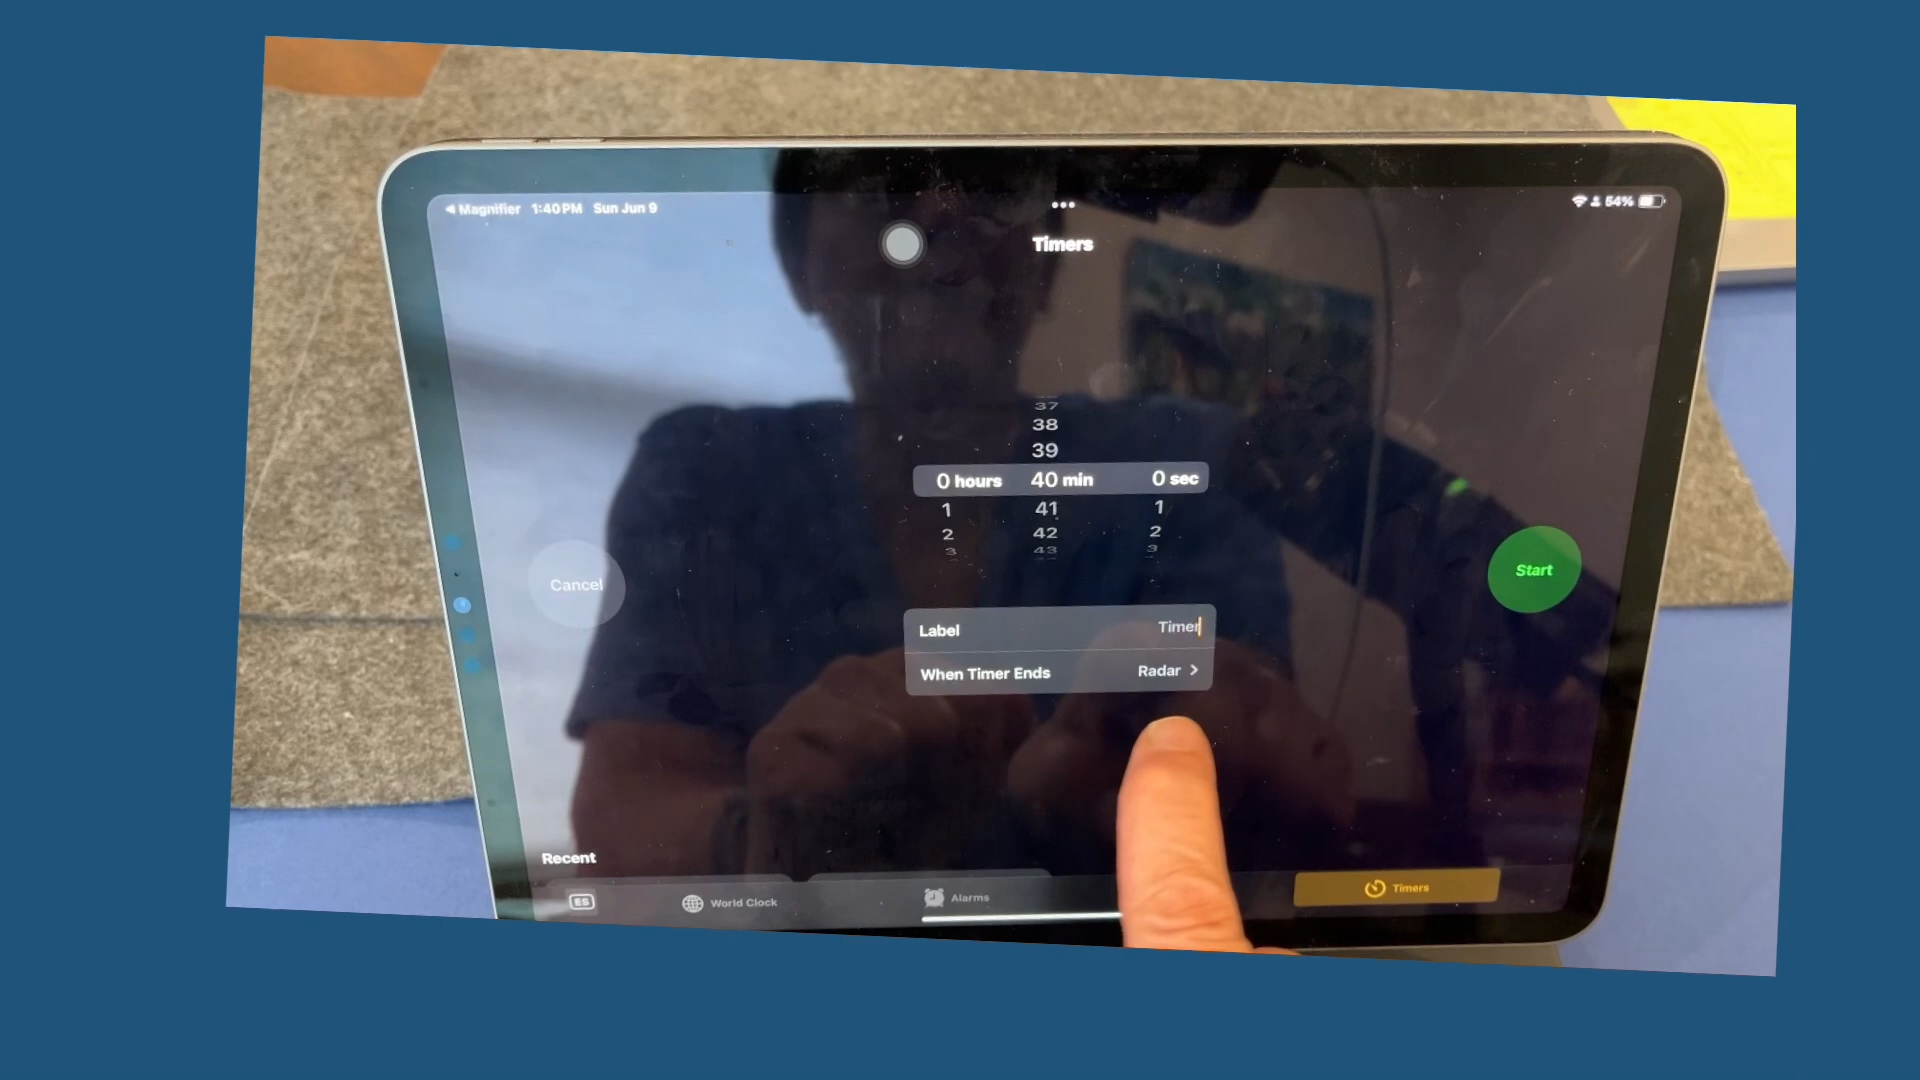 ◀ Magnifier 1:40 PM Sun Jun 9
54%
Timers
37
38
39
0 hours 40 min 0 sec
1 41 1
2 42 2
3 43 3
Cancel
Start
Label Timer
When Timer Ends Radar >
Recent
ES World Clock Alarms Timers